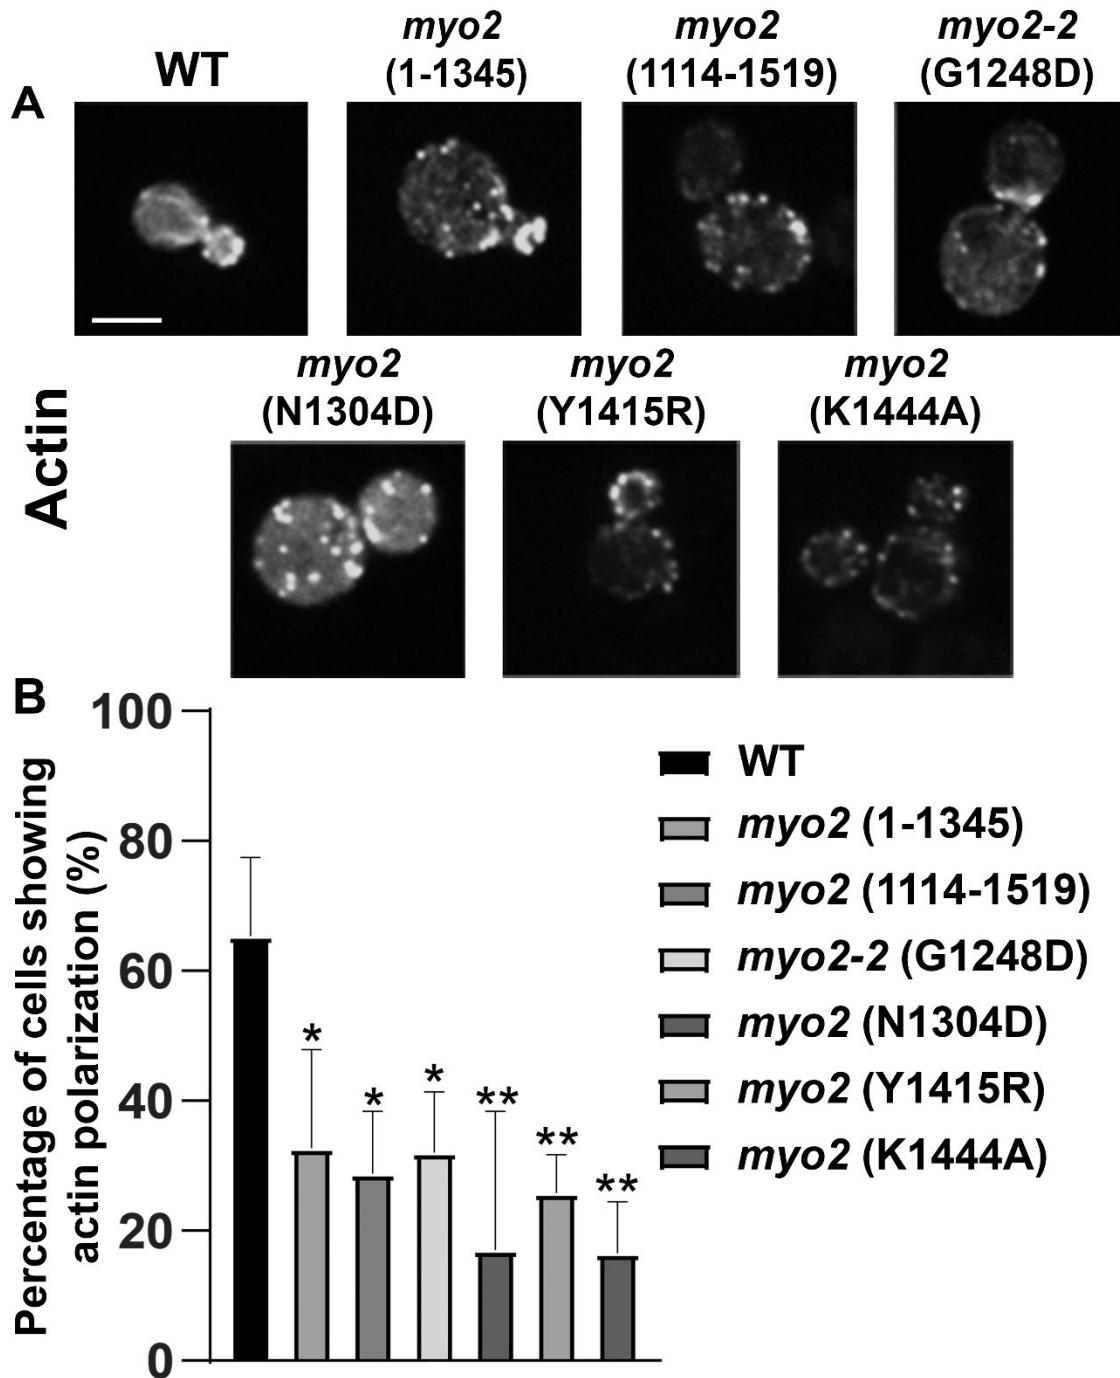 A
WT
myo2
(1-1345)
myo2
(1114-1519)
myo2-2
(G1248D)
Actin
myo2
(N1304D)
myo2
(Y1415R)
myo2
(K1444A)
B
Percentage of cells showing
actin polarization (%)
100
80
60
40
20
0
*
*
*
**
**
**
WT
myo2 (1-1345)
myo2 (1114-1519)
myo2-2 (G1248D)
myo2 (N1304D)
myo2 (Y1415R)
myo2 (K1444A)